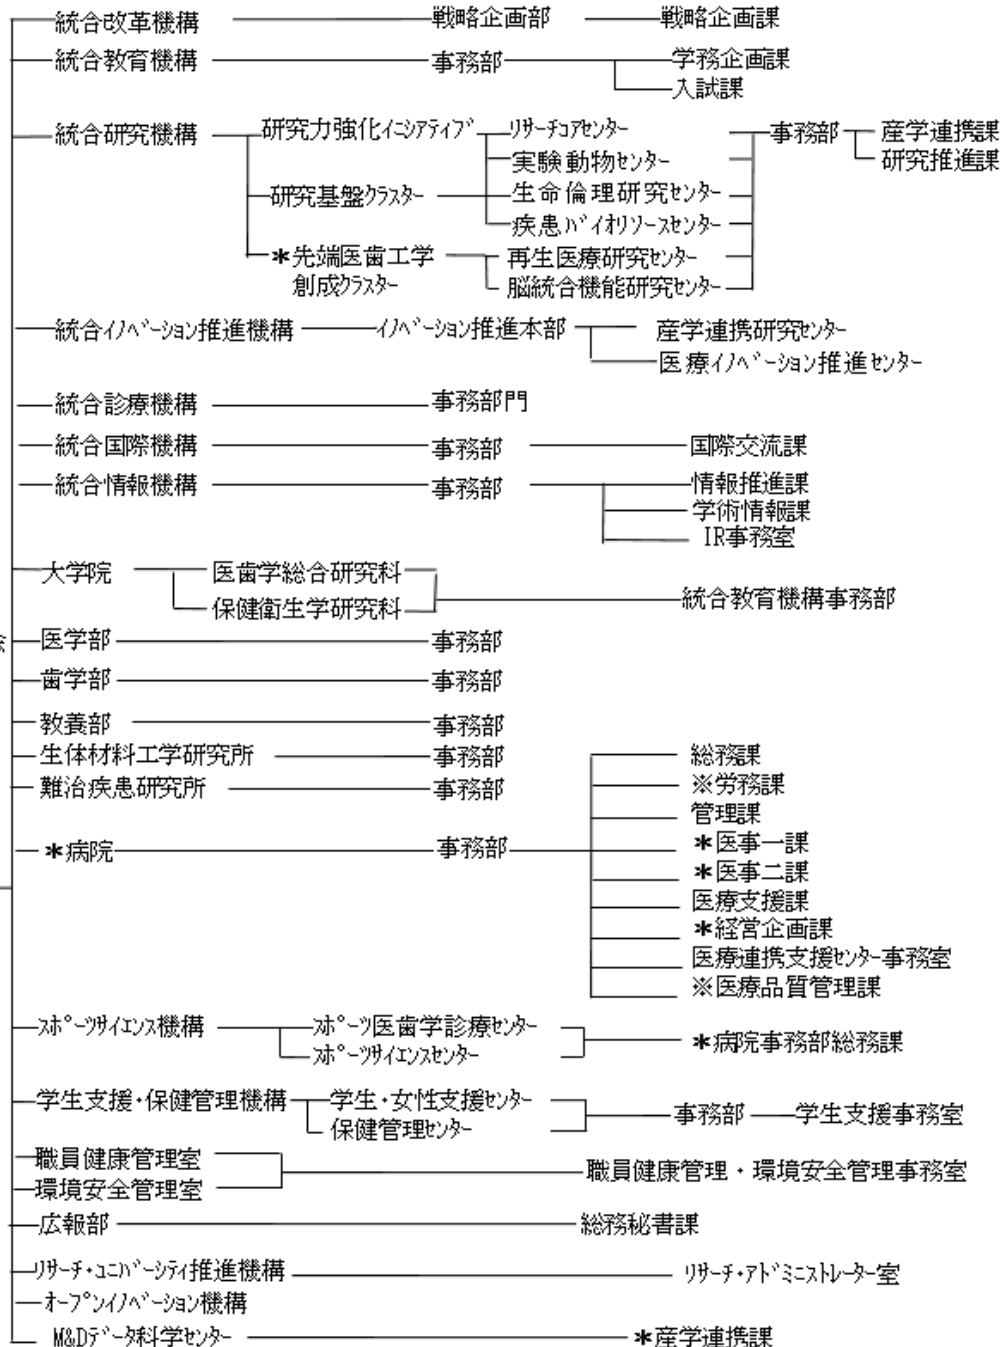 統合改革機構 戦略企画部 戦略企画課
統合教育機構 事務部 学務企画課
入試課
統合研究機構 研究力強化イニシアティブ リサーチコアセンター 事務部 産学連携課
実験動物センター 研究推進課
研究基盤クラスター 生命倫理研究センター
疾患バイオリソースセンター
*先端医歯工学 再生医療研究センター
創成クラスター 脳統合機能研究センター
統合イノベーション推進機構 イノベーション推進本部 産学連携研究センター
医療イノベーション推進センター
統合診療機構 事務部門
統合国際機構 事務部 国際交流課
統合情報機構 事務部 情報推進課
学術情報課
IR事務室
大学院 医歯学総合研究科
保健衛生学研究科 統合教育機構事務部
医学部 事務部
歯学部 事務部
教養部 事務部
生体材料工学研究所 事務部 総務課
難治疾患研究所 事務部 ※労務課
管理課
*病院 事務部 *医事一課
*医事二課
医療支援課
*経営企画課
医療連携支援センター事務室
※医療品質管理課
スポーツサイエンス機構 スポーツ医歯学診療センター
スポーツサイエンスセンター *病院事務部総務課
学生支援・保健管理機構 学生・女性支援センター 事務部 学生支援事務室
保健管理センター
職員健康管理室 職員健康管理・環境安全管理事務室
環境安全管理室
広報部 総務秘書課
リサーチ・ユニバーシティ推進機構 リサーチ・アドミニストレーター室
オープンイノベーション機構
M&Dデータ科学センター *産学連携課